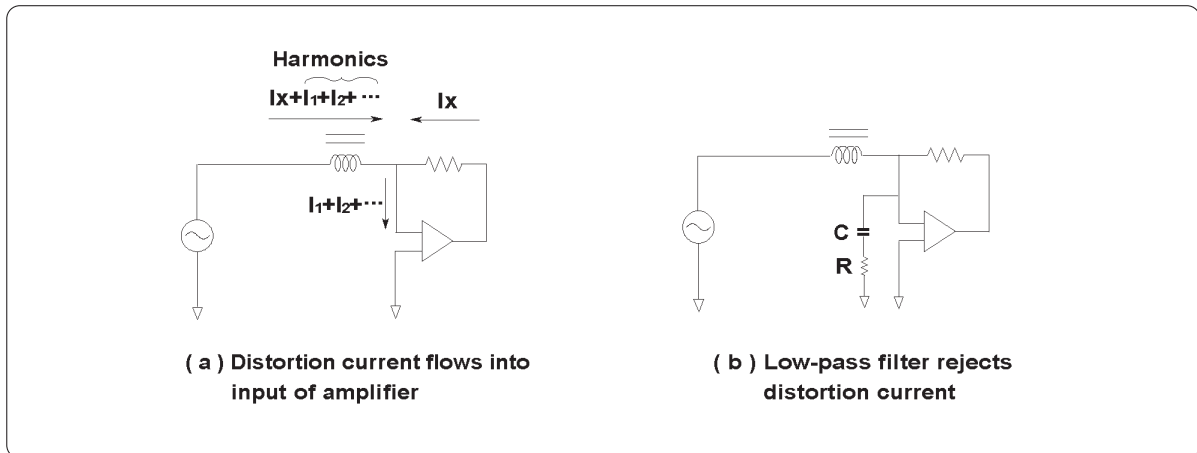 Harmonics
Ix+I1+I2+ ···
Ix
I1+I2+···
( a ) Distortion current flows into
input of amplifier
C
R
( b ) Low-pass filter rejects
distortion current